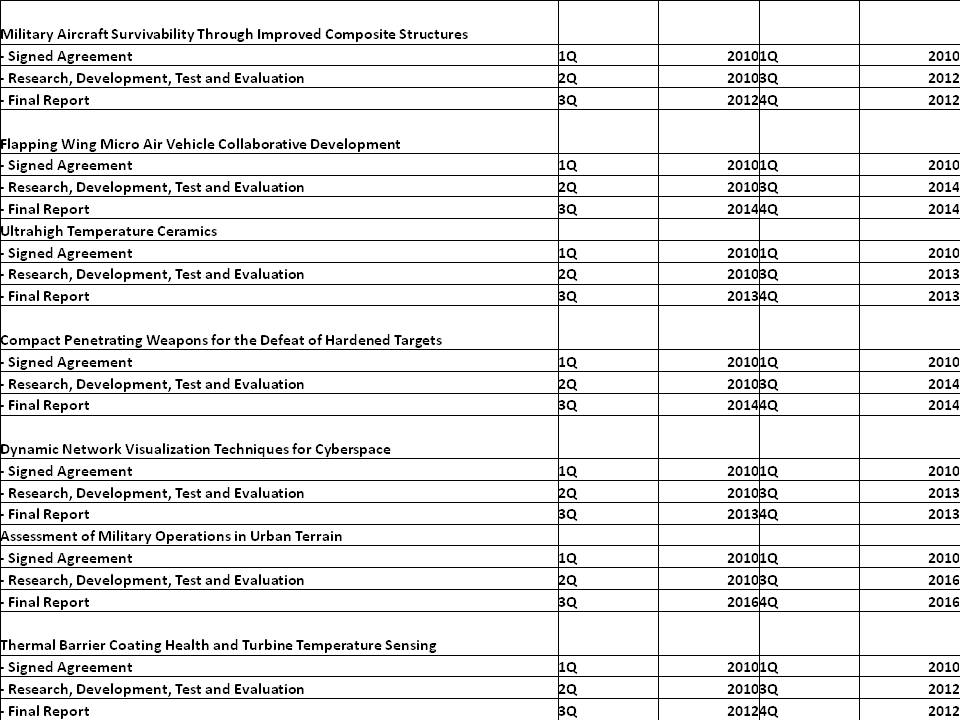 Military Aircraft Survivability Through Improved Composite Structures
- Signed Agreement 1Q 2010 1Q 2010
- Research, Development, Test and Evaluation 2Q 2010 3Q 2012
- Final Report 3Q 2012 4Q 2012
Flapping Wing Micro Air Vehicle Collaborative Development
- Signed Agreement 1Q 2010 1Q 2010
- Research, Development, Test and Evaluation 2Q 2010 3Q 2014
- Final Report 3Q 2014 4Q 2014
Ultrahigh Temperature Ceramics
- Signed Agreement 1Q 2010 1Q 2010
- Research, Development, Test and Evaluation 2Q 2010 3Q 2013
- Final Report 3Q 2013 4Q 2013
Compact Penetrating Weapons for the Defeat of Hardened Targets
- Signed Agreement 1Q 2010 1Q 2010
- Research, Development, Test and Evaluation 2Q 2010 3Q 2014
- Final Report 3Q 2014 4Q 2014
Dynamic Network Visualization Techniques for Cyberspace
- Signed Agreement 1Q 2010 1Q 2010
- Research, Development, Test and Evaluation 2Q 2010 3Q 2013
- Final Report 3Q 2013 4Q 2013
Assessment of Military Operations in Urban Terrain
- Signed Agreement 1Q 2010 1Q 2010
- Research, Development, Test and Evaluation 2Q 2010 3Q 2016
- Final Report 3Q 2016 4Q 2016
Thermal Barrier Coating Health and Turbine Temperature Sensing
- Signed Agreement 1Q 2010 1Q 2010
- Research, Development, Test and Evaluation 2Q 2010 3Q 2012
- Final Report 3Q 2012 4Q 2012